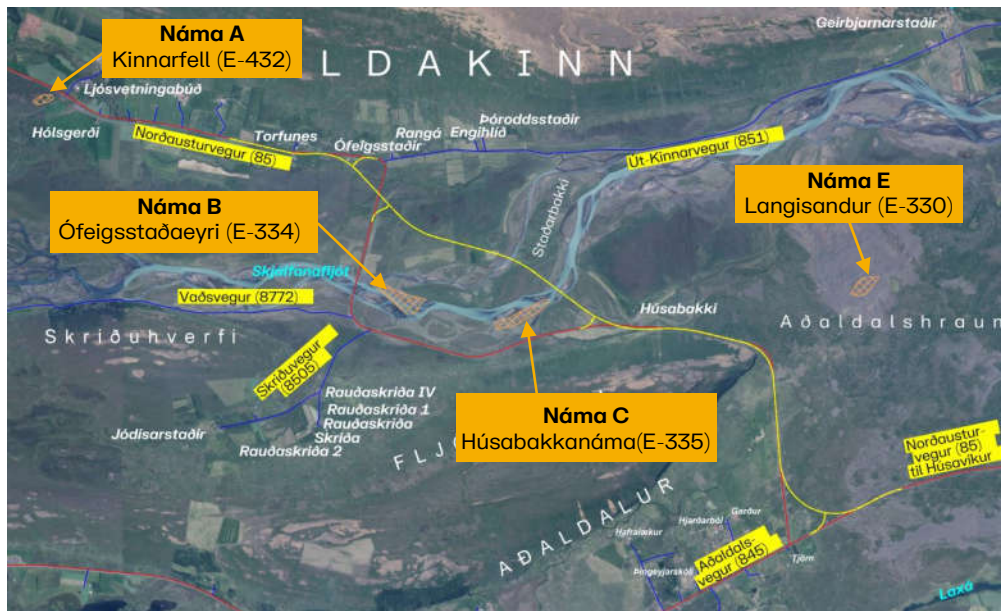 Náma A
Kinnarfell (E-432)
Geirbjarnarstaðir
LDAKINN
Ljósvetningabúð
Hólsgerði
Norðausturvegur (85)
Torfunes
Ófeigsstaðir
Rangá
Engihlíð
Þóroddsstaðir
Út-Kinnarvegur (851)
Náma B
Ófeigsstaðaeyri (E-334)
Náma E
Langisandur (E-330)
Staðarbakki
Skjálfandafljót
Vaðsvegur (8772)
Húsabakki
Skriðuhverfi
Aðaldalshraun
Skriðuvegur
(8505)
Rauðaskriða IV
Rauðaskriða 1
Rauðaskriða
Skriða
Rauðaskriða 2
Jódísarstaðir
Náma C
Húsabakkanáma(E-335)
FLJ
Norðaustur-
vegur (85)
til Húsavíkur
AÐALDALUR
Hafralækur
Hjarðarból
Garður
Aðaldals-
vegur (845)
Tjörn
Laxá